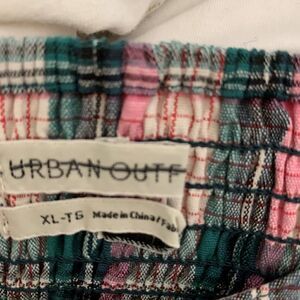 URBAN OUTF
XL-TG Made in China / Fab